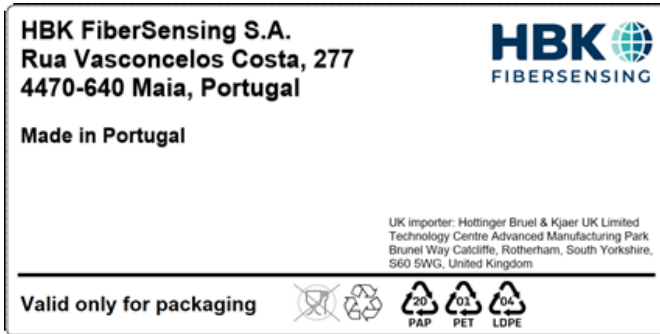 HBK FiberSensing S.A.
Rua Vasconcelos Costa, 277
4470-640 Maia, Portugal
HBK
FIBERSENSING
Made in Portugal
UK importer: Hottinger Bruel & Kjaer UK Limited
Technology Centre Advanced Manufacturing Park
Brunel Way Catcliffe, Rotherham, South Yorkshire,
S60 5WG, United Kingdom
Valid only for packaging
20
PAP
01
PET
04
LDPE